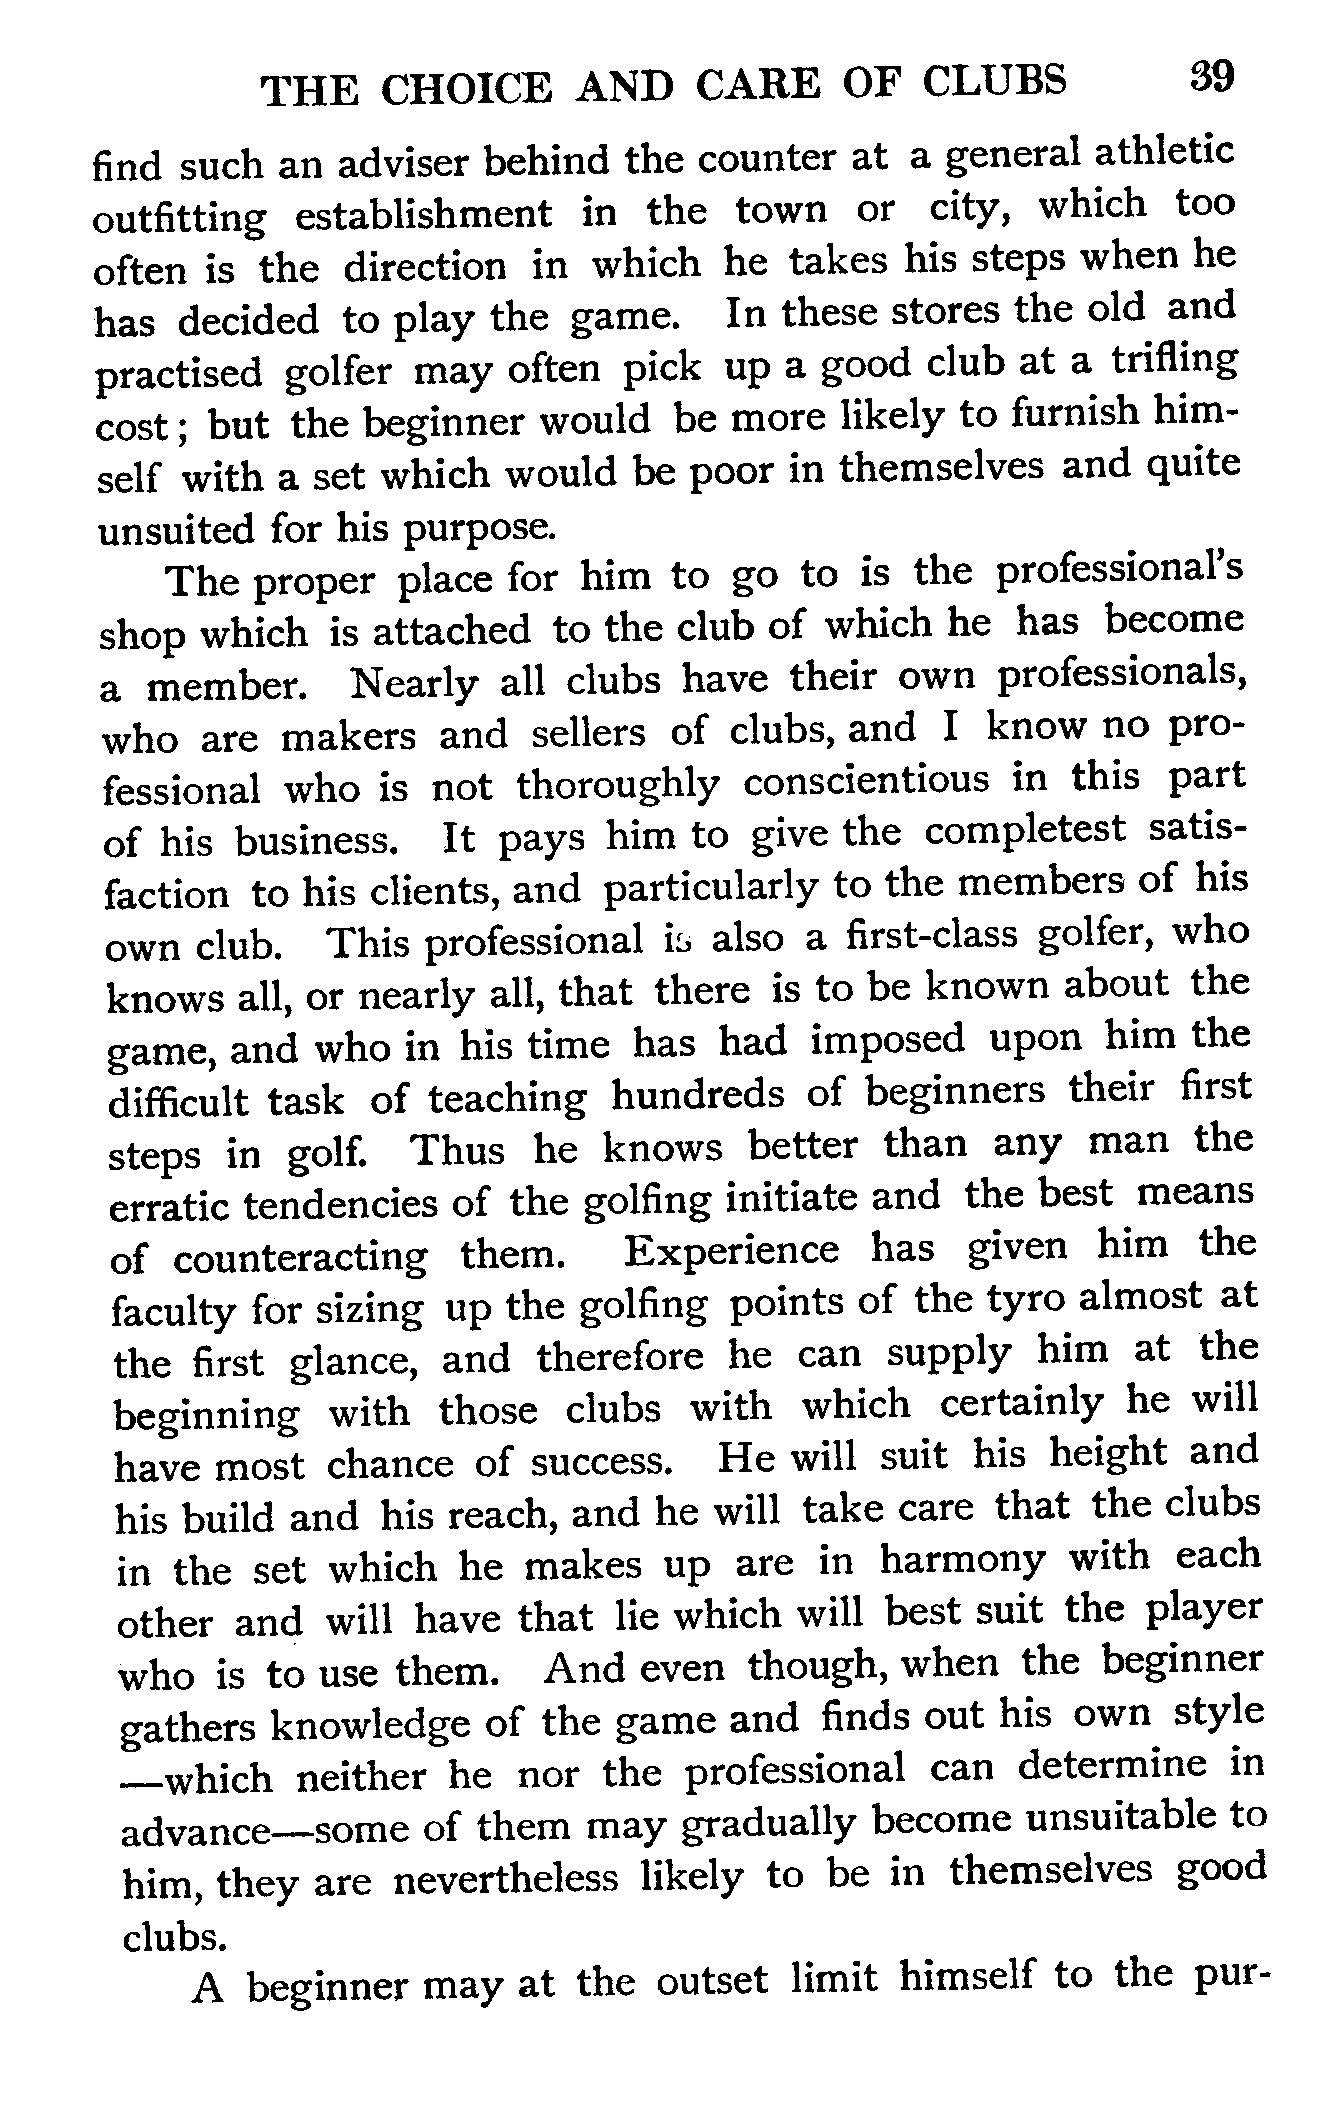 THE CHOICE AND CARE OF CLUBS 39
find such an adviser behind the counter at a general athletic
outfitting establishment in the town or city, which too
often is the direction in which he takes his steps when he
has decided to play the game. In these stores the old and
practised golfer may often pick up a good club at a trifling
cost; but the beginner would be more likely to furnish him-
self with a set which would be poor in themselves and quite
unsuited for his purpose.
The proper place for him to go to is the professional's
shop which is attached to the club of which he has become
a member. Nearly all clubs have their own professionals,
who are makers and sellers of clubs, and I know no pro-
fessional who is not thoroughly conscientious in this part
of his business. It pays him to give the completest satis-
faction to his clients, and particularly to the members of his
own club. This professional is also a first-class golfer, who
knows all, or nearly all, that there is to be known about the
game, and who in his time has had imposed upon him the
difficult task of teaching hundreds of beginners their first
steps in golf. Thus he knows better than any man the
erratic tendencies of the golfing initiate and the best means
of counteracting them. Experience has given him the
faculty for sizing up the golfing points of the tyro almost at
the first glance, and therefore he can supply him at the
beginning with those clubs with which certainly he will
have most chance of success. He will suit his height and
his build and his reach, and he will take care that the clubs
in the set which he makes up are in harmony with each
other and will have that lie which will best suit the player
who is to use them. And even though, when the beginner
gathers knowledge of the game and finds out his own style
—which neither he nor the professional can determine in
advance—some of them may gradually become unsuitable to
him, they are nevertheless likely to be in themselves good
clubs.
A beginner may at the outset limit himself to the pur-